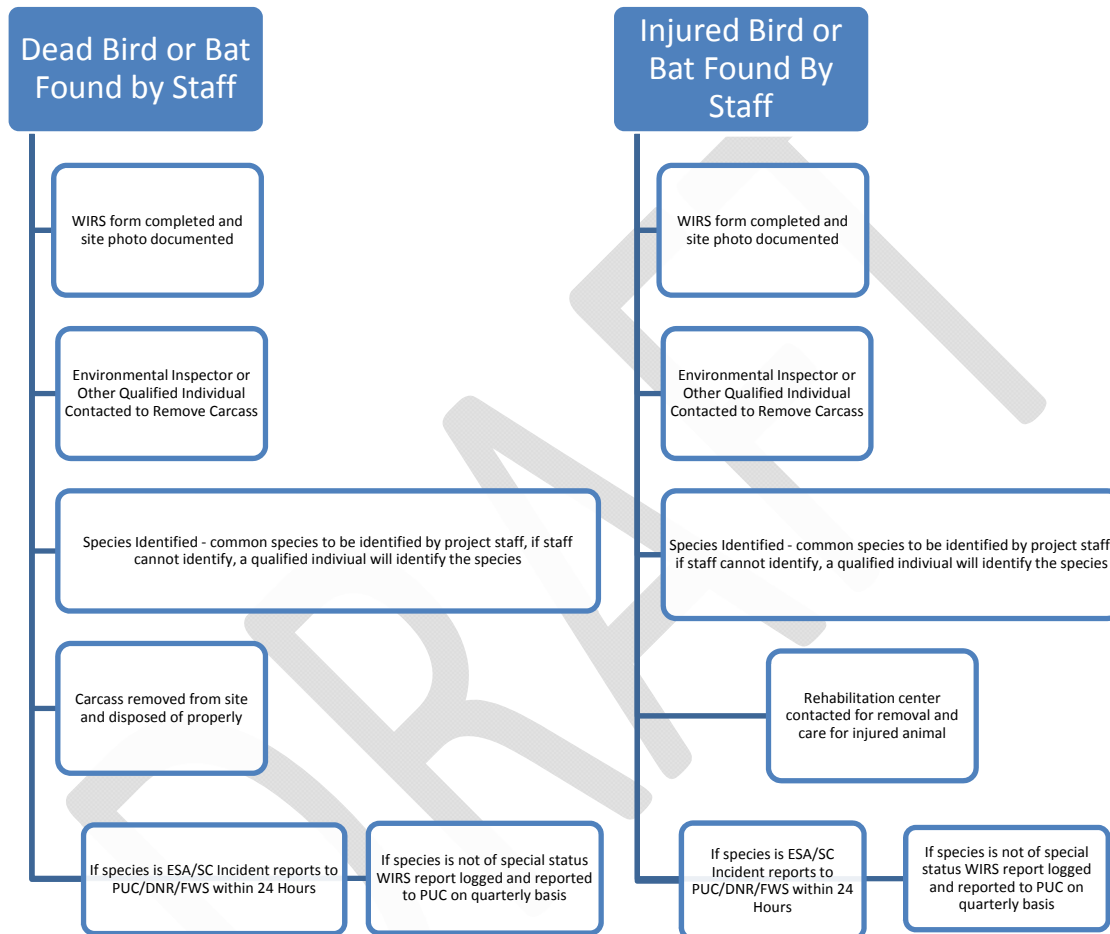 Dead Bird or Bat
Found by Staff
WIRS form completed and
site photo documented
Environmental Inspector or
Other Qualified Individual
Contacted to Remove Carcass
Species Identified - common species to be identified by project staff, if staff
cannot identify, a qualified indiviual will identify the species
Carcass removed from site
and disposed of properly
If species is ESA/SC Incident reports to
PUC/DNR/FWS within 24 Hours
If species is not of special status
WIRS report logged and reported
to PUC on quarterly basis
Injured Bird or
Bat Found By
Staff
WIRS form completed and
site photo documented
Environmental Inspector or
Other Qualified Individual
Contacted to Remove Carcass
Species Identified - common species to be identified by project staff
if staff cannot identify, a qualified indiviual will identify the species
Rehabilitation center
contacted for removal and
care for injured animal
If species is ESA/SC
Incident reports to
PUC/DNR/FWS within 24
Hours
If species is not of special
status WIRS report logged
and reported to PUC on
quarterly basis
DRAFT